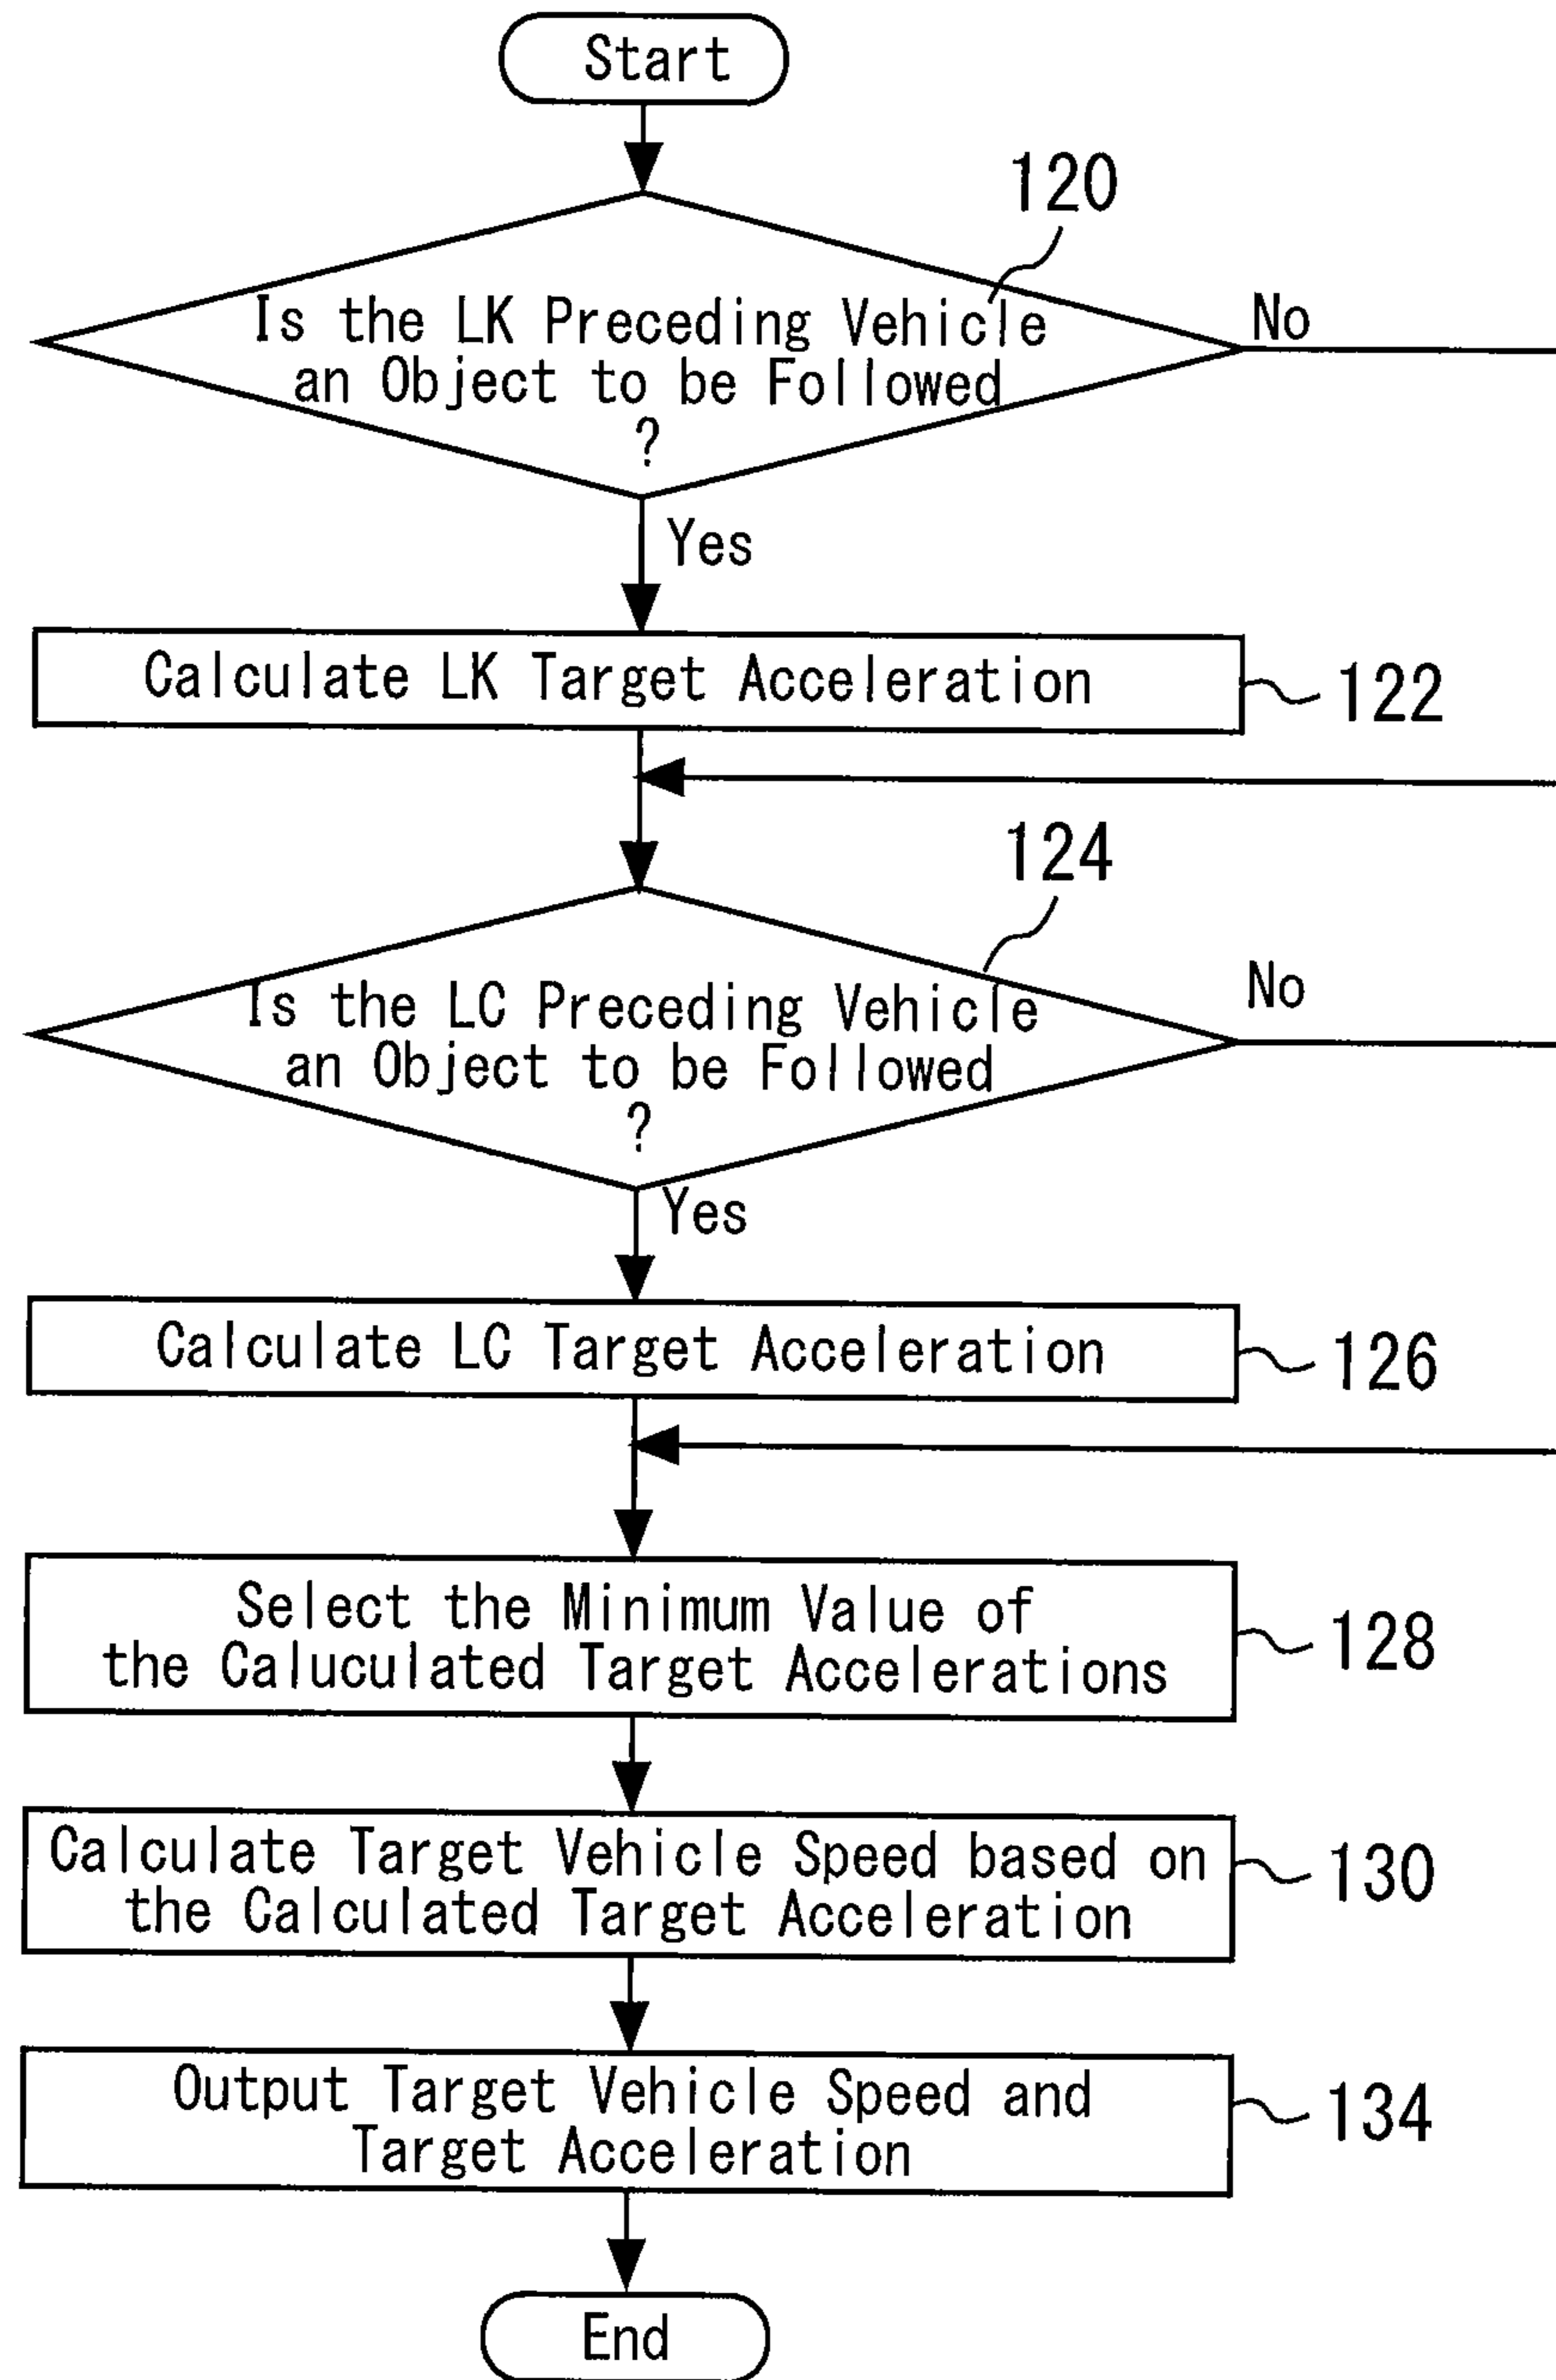 Start
120
Is the LK Preceding Vehicle
an Object to be Followed
?
No
Yes
Calculate LK Target Acceleration
122
124
Is the LC Preceding Vehicle
an Object to be Followed
?
No
Yes
Calculate LC Target Acceleration
126
Select the Minimum Value of
the Caluculated Target Accelerations
128
Calculate Target Vehicle Speed based on
the Calculated Target Acceleration
130
Output Target Vehicle Speed and
Target Acceleration
134
End